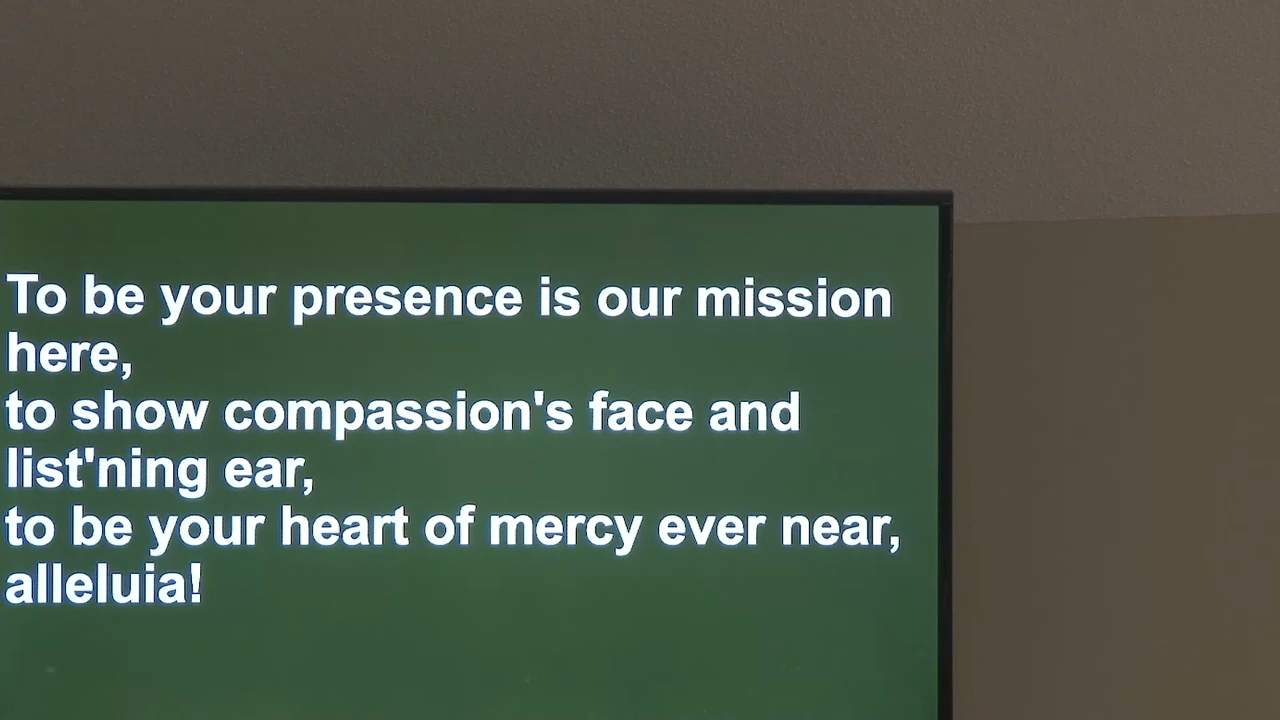 To be your presence is our mission
here,
to show compassion's face and
list'ning ear,
to be your heart of mercy ever near,
alleluia!